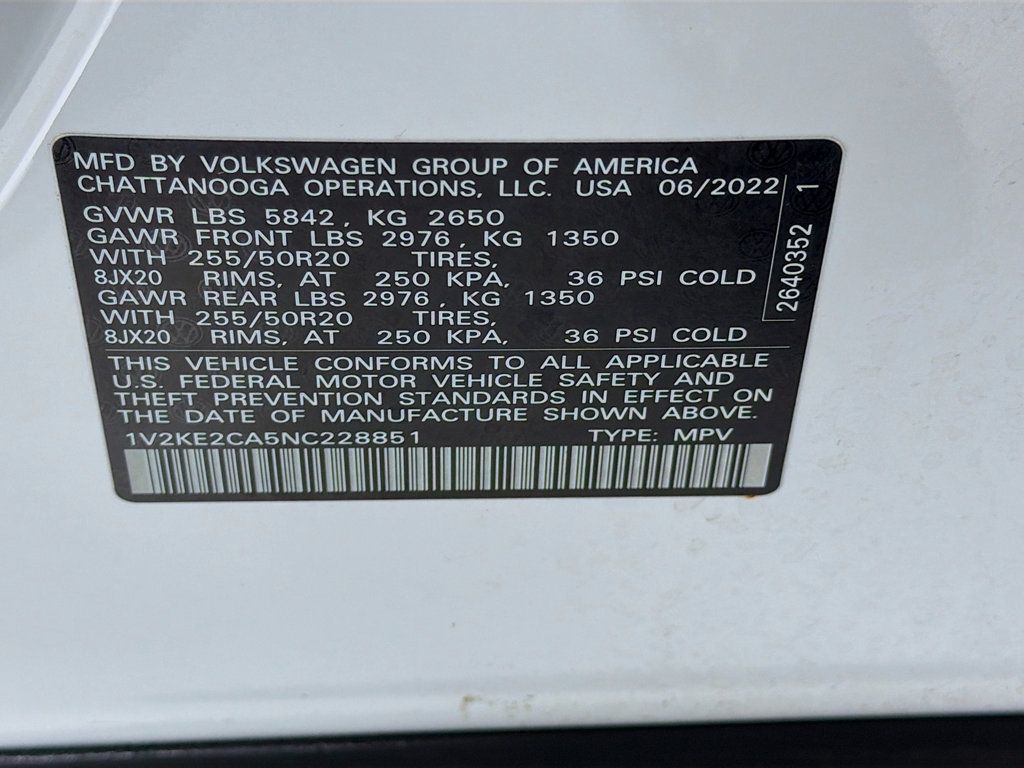 MFD BY VOLKSWAGEN GROUP OF AMERICA
CHATTANOOGA OPERATIONS, LLC. USA 06/2022
GVWR LBS 5842, KG 2650
GAWR FRONT LBS 2976, KG 1350
WITH 255/50R20 TIRES,
8JX20 RIMS, AT 250 KPA, 36 PSI COLD
GAWR REAR LBS 2976, KG 1350
WITH 255/50R20 TIRES,
8JX20 RIMS, AT 250 KPA, 36 PSI COLD
2640352 1
THIS VEHICLE CONFORMS TO ALL APPLICABLE
U.S. FEDERAL MOTOR VEHICLE SAFETY AND
THEFT PREVENTION STANDARDS IN EFFECT ON
THE DATE OF MANUFACTURE SHOWN ABOVE.
1V2KE2CA5NC228851 TYPE: MPV